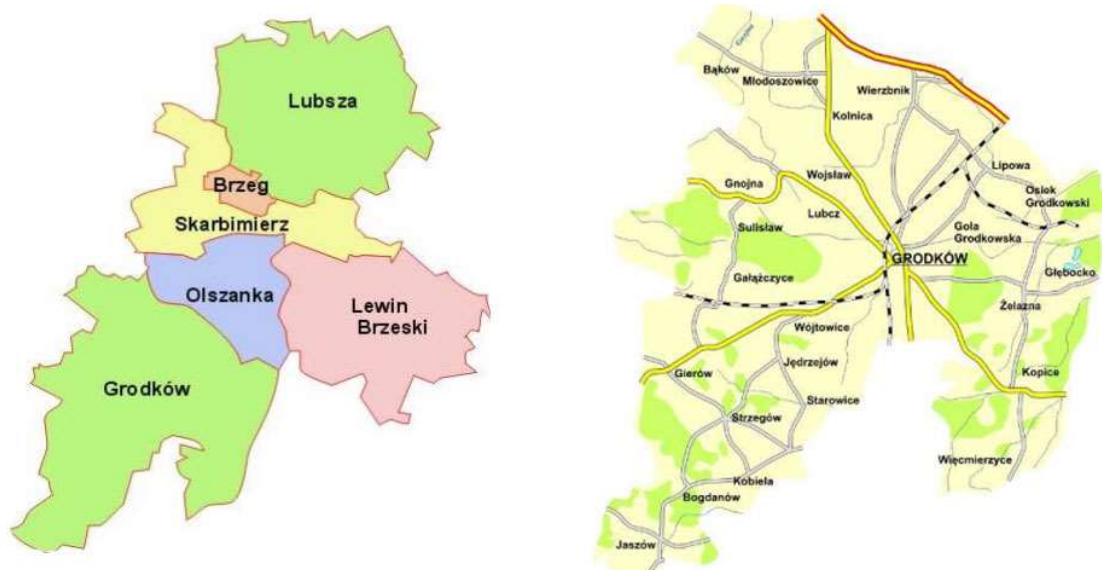 Lubsza
Brzeg
Skarbimierz
Olszanka
Lewin
Brzeski
Grodków
Bąków
Młodoszowice
Wierzbnik
Kolnica
Lipowa
Wojsław
Gnojna
Osiek
Grodkowski
Lubcz
Sulisław
Gola
Grodkowska
GRODKÓW
Głębocko
Gałążczyce
Żelazna
Wójtowice
Jędrzejów
Gierów
Kopice
Starowice
Strzegów
Więcmierzyce
Kobiela
Bogdanów
Jaszów